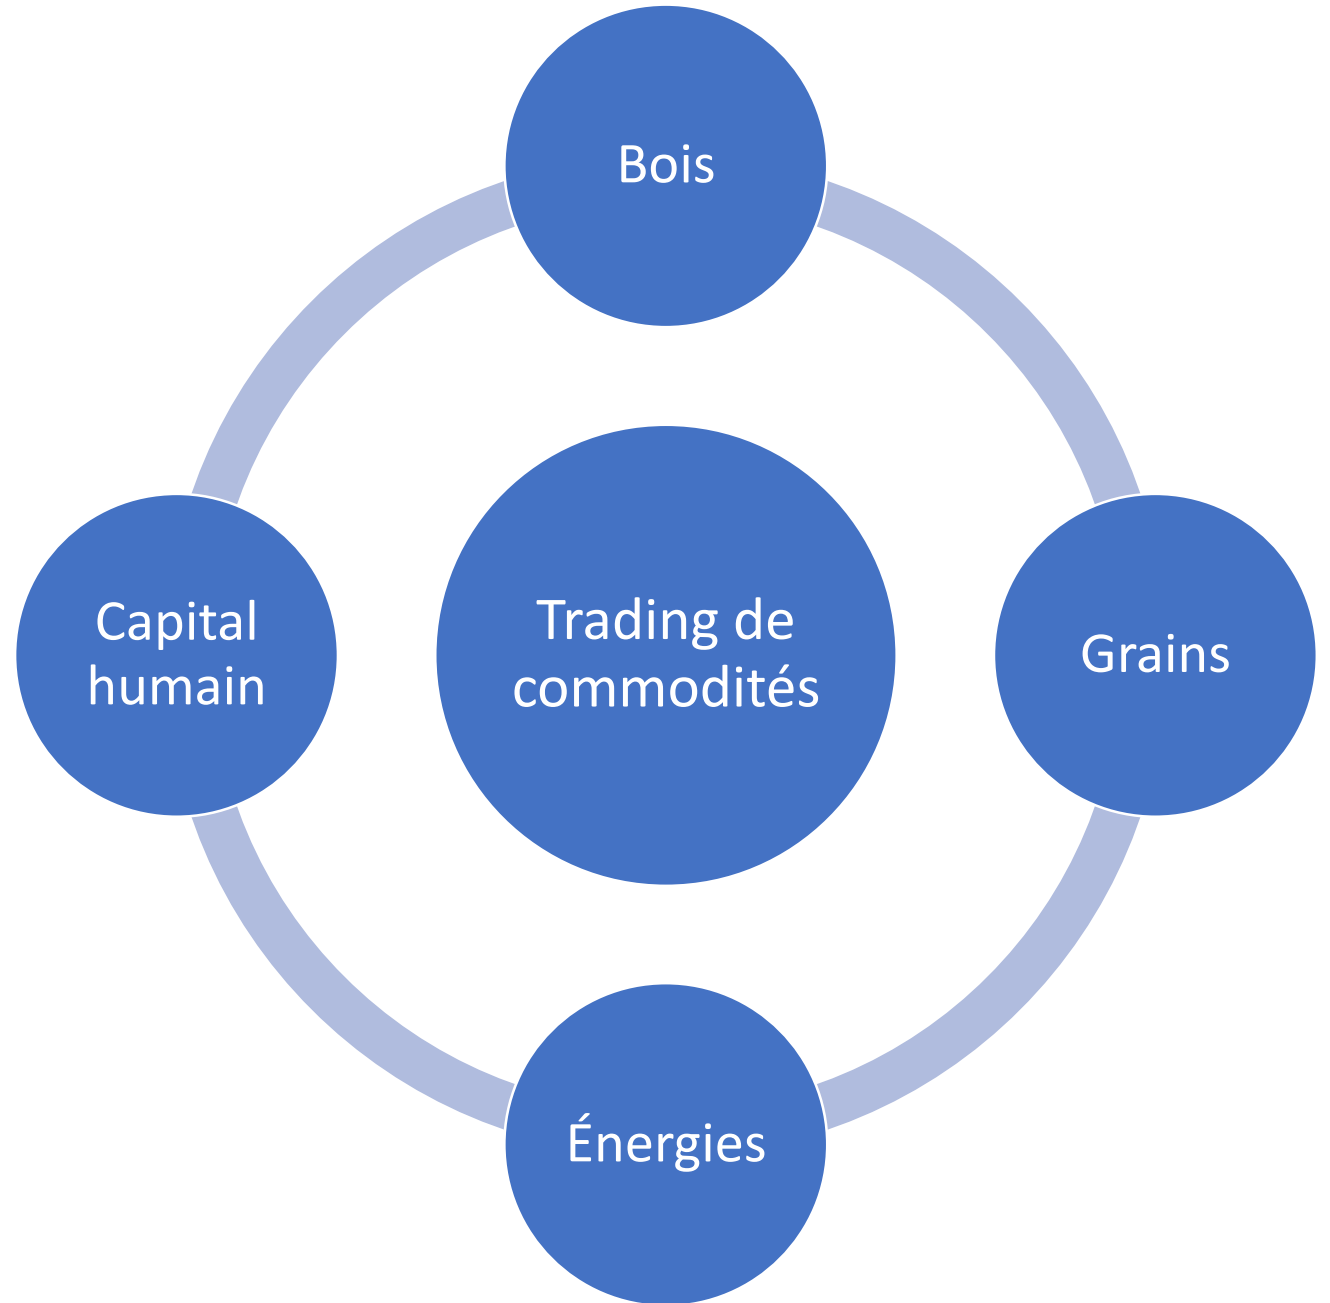 Bois
Capital
humain
Trading de
commodités
Grains
Énergies